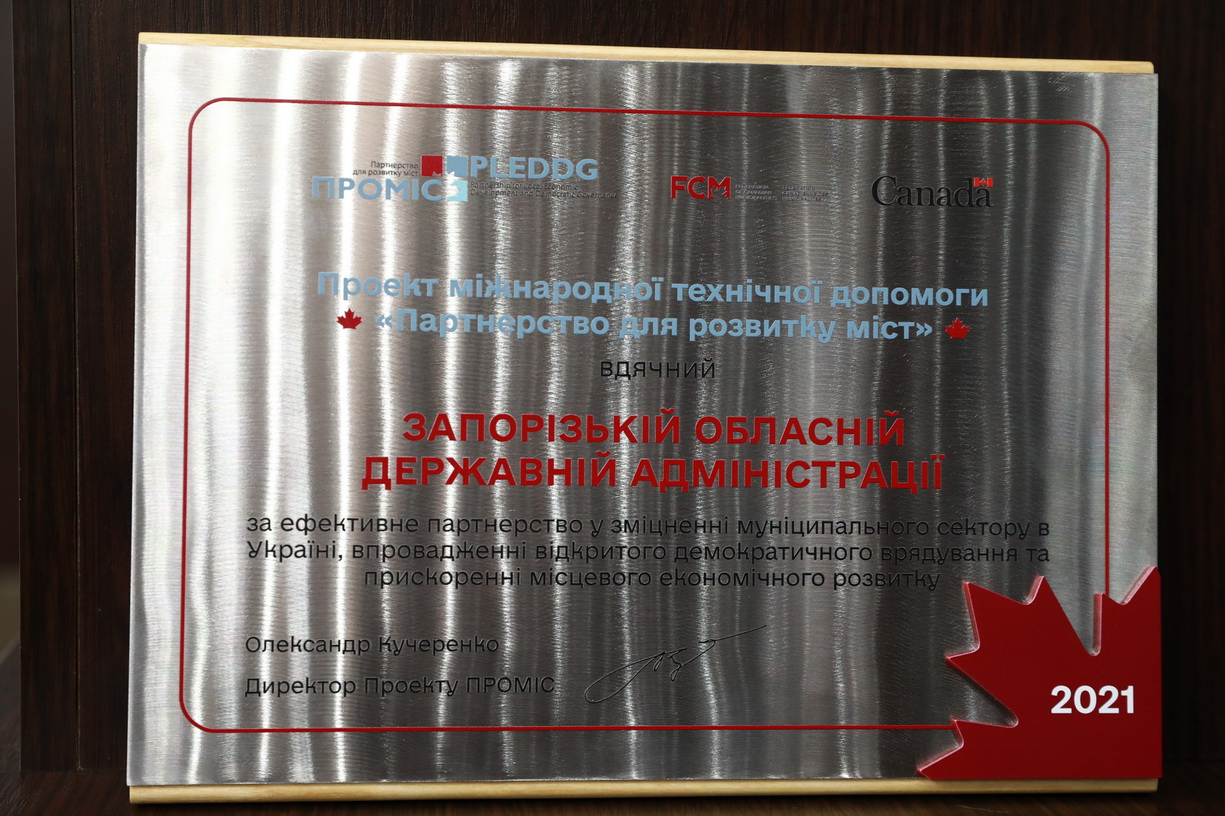 Партнерство
для розвитку міст
ПРОМІС
PLEDDG
FCM
Canada
Проект міжнародної технічної допомоги
«Партнерство для розвитку міст»
вдячний
ЗАПОРІЗЬКІЙ ОБЛАСНІЙ
ДЕРЖАВНІЙ АДМІНІСТРАЦІЇ
за ефективне партнерство у зміцненні муніципального сектору в
Україні, впровадженні відкритого демократичного врядування та
прискоренні місцевого економічного розвитку
Олександр Кучеренко
Директор Проекту ПРОМІС
2021